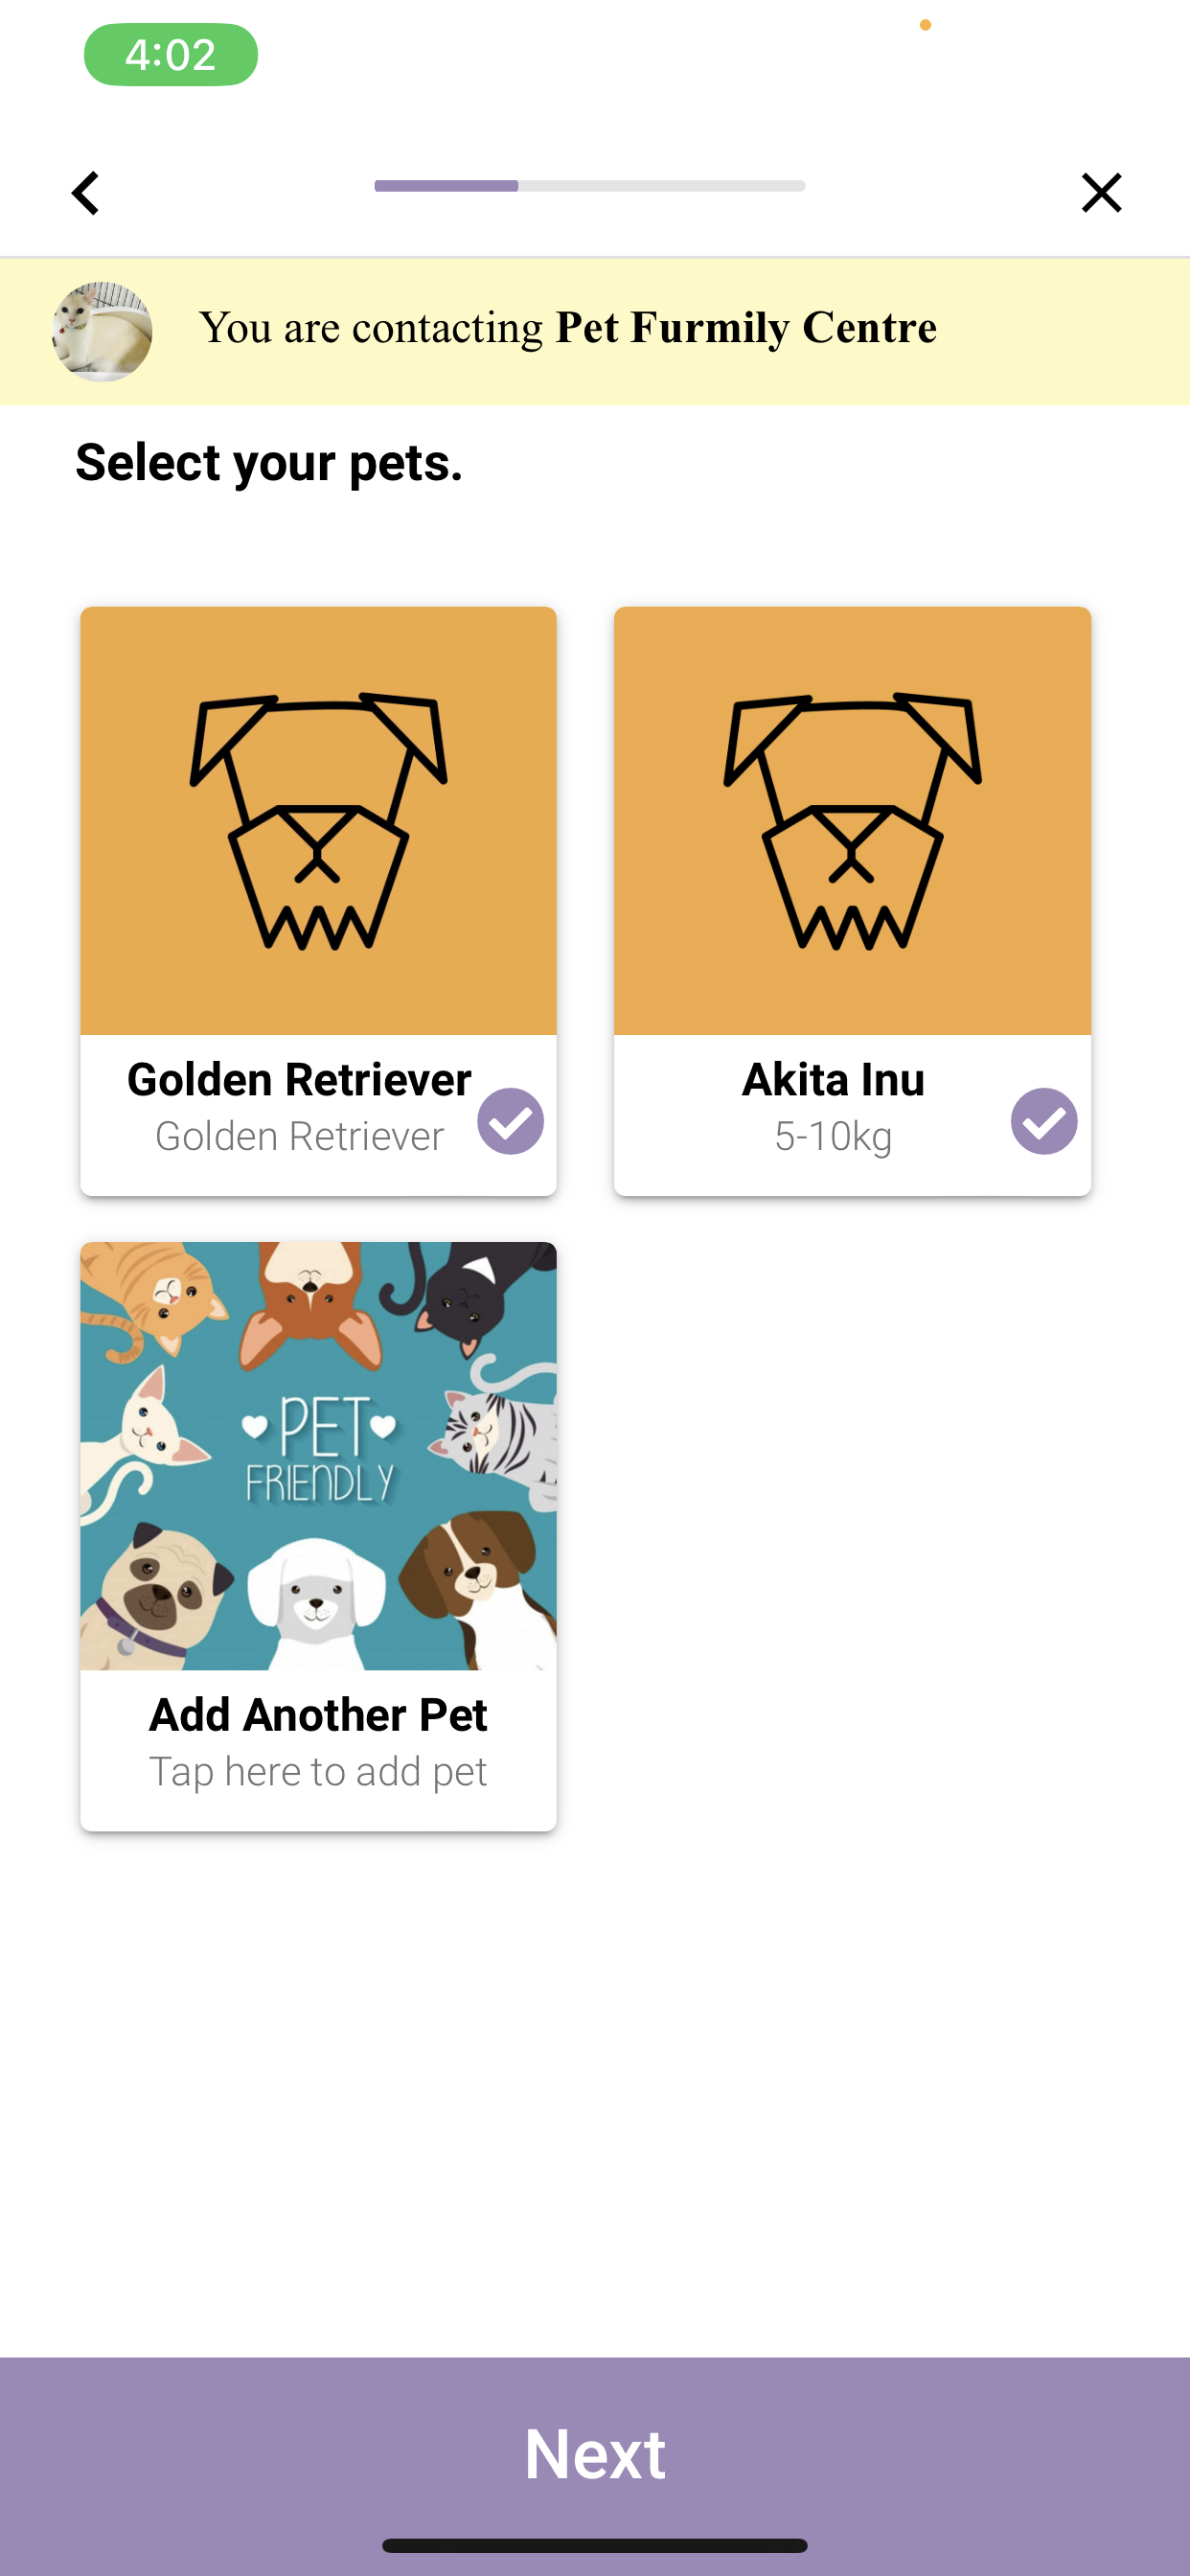 4:02
You are contacting Pet Furmily Centre
Select your pets.
Golden Retriever
Golden Retriever
Akita Inu
5-10kg
PET
FRIENDLY
Add Another Pet
Tap here to add pet
Next